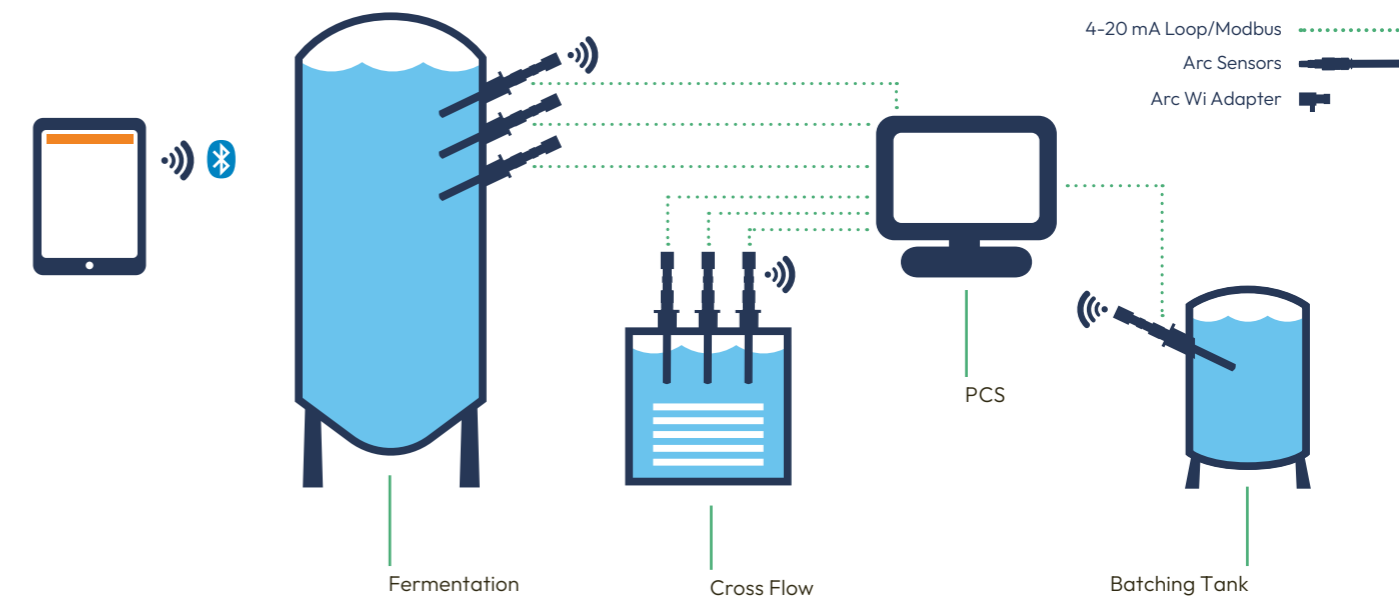 4-20 mA Loop/Modbus
Arc Sensors
Arc Wi Adapter
PCS
Fermentation
Cross Flow
Batching Tank